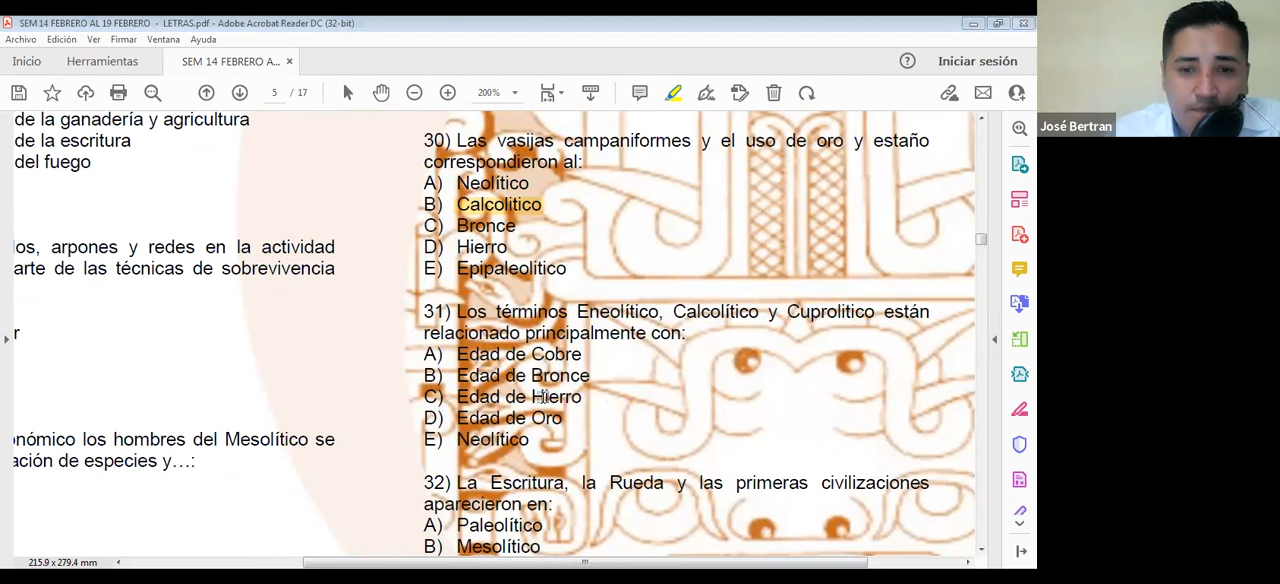 SEM 14 FEBRERO AL 19 FEBRERO - LETRAS.pdf - Adobe Acrobat Reader DC (32-bit)
Archivo Edición Ver Firmar Ventana Ayuda
Inicio Herramientas SEM 14 FEBRERO A... × Iniciar sesión
5 / 17 200%
José Bertran
de la ganadería y agricultura
de la escritura
del fuego
los, arpones y redes en la actividad
arte de las técnicas de sobrevivencia
r
onómico los hombres del Mesolítico se
ación de especies y…:
30) Las vasijas campaniformes y el uso de oro y estaño
correspondieron al:
A) Neolítico
B) Calcolitico
C) Bronce
D) Hierro
E) Epipaleolitico
31) Los términos Eneolítico, Calcolítico y Cuprolitico están
relacionado principalmente con:
A) Edad de Cobre
B) Edad de Bronce
C) Edad de Hierro
D) Edad de Oro
E) Neolítico
32) La Escritura, la Rueda y las primeras civilizaciones
aparecieron en:
A) Paleolítico
B) Mesolítico
215.9 x 279.4 mm